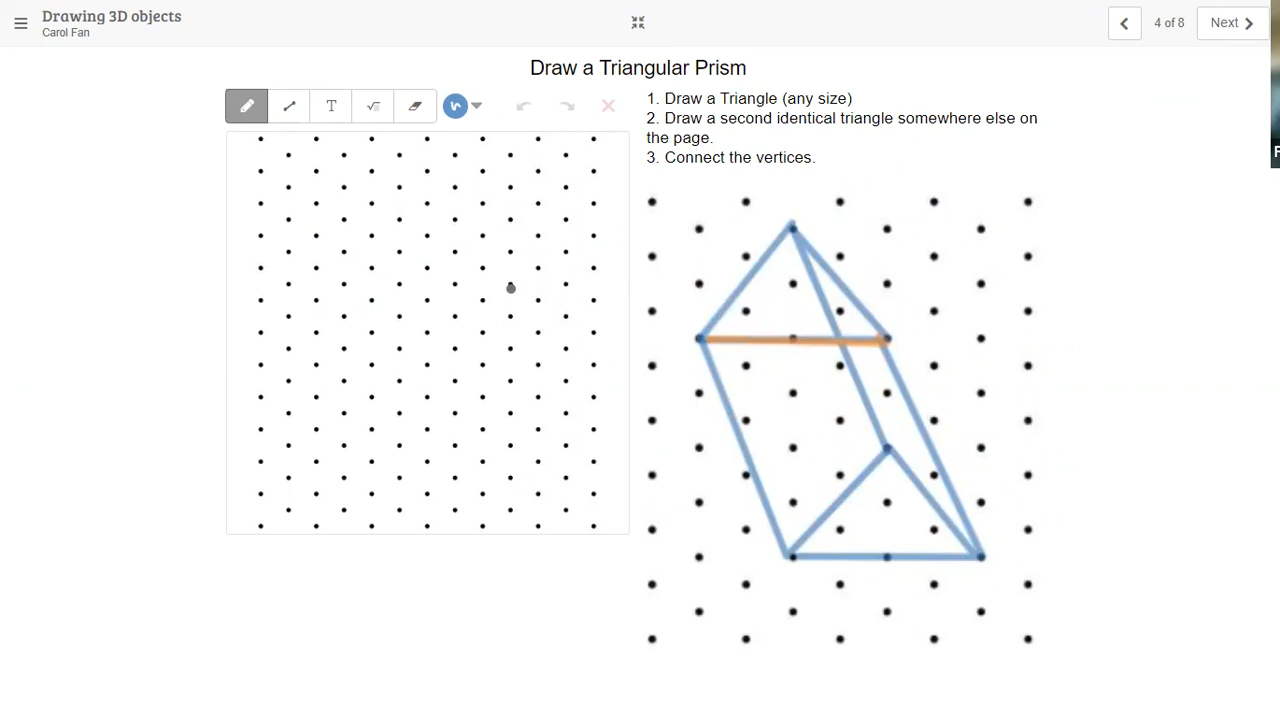 Drawing 3D objects
Carol Fan
4 of 8
Next
Draw a Triangular Prism
T
1. Draw a Triangle (any size)
2. Draw a second identical triangle somewhere else on
the page.
3. Connect the vertices.
F